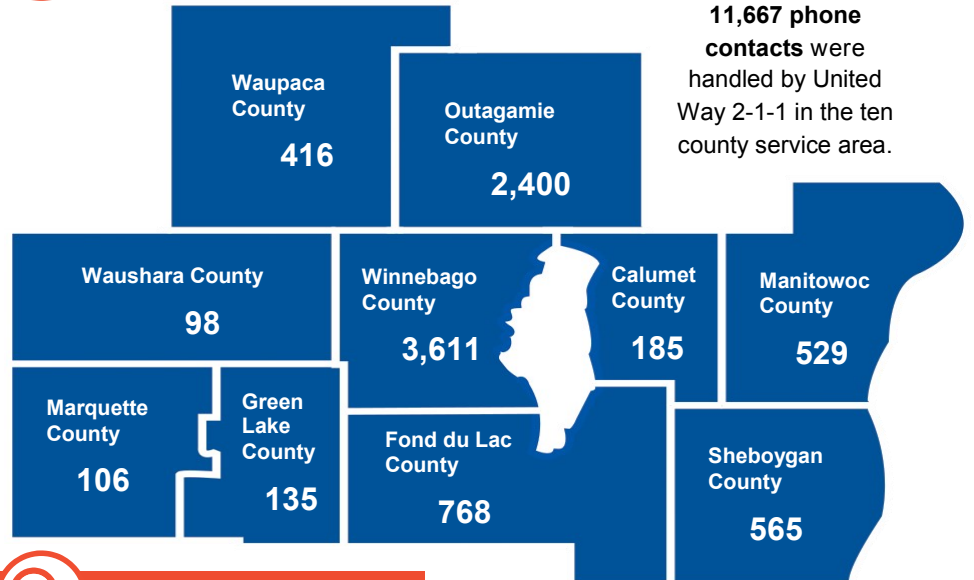 11,667 phone
contacts were
handled by United
Way 2-1-1 in the ten
county service area.
Waupaca
County
416
Outagamie
County
2,400
Waushara County
98
Winnebago
County
3,611
Calumet
County
185
Manitowoc
County
529
Marquette
County
106
Green
Lake
County
135
Fond du Lac
County
768
Sheboygan
County
565